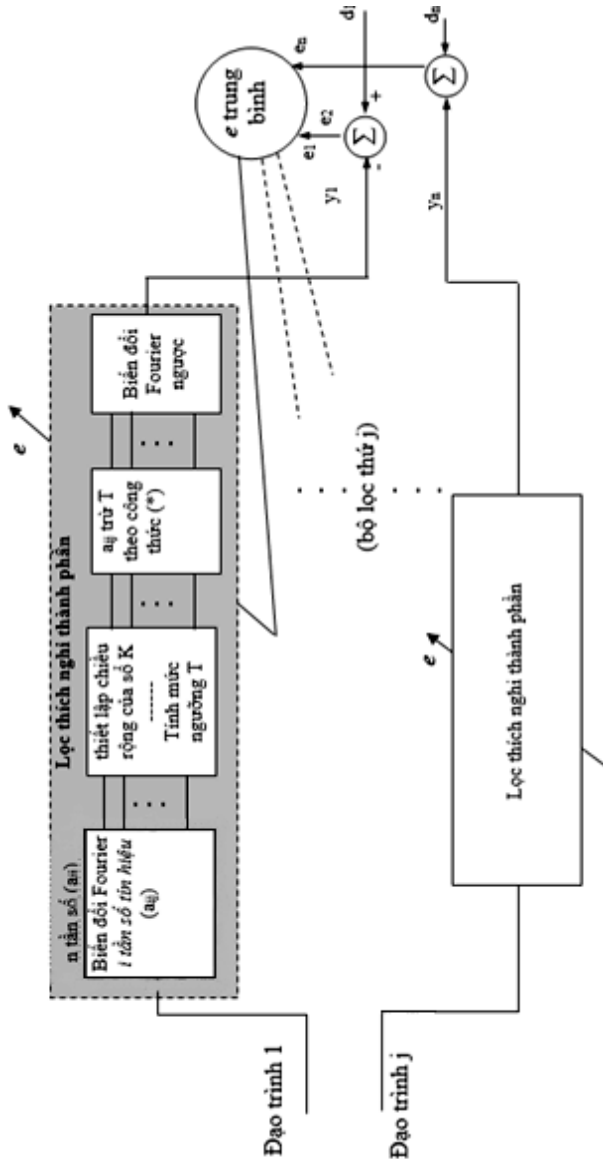 n tần số (aᵢⱼ)
Lọc thích nghi thành phần
Biến đổi Fourier
i tần số tín hiệu
(aᵢⱼ)
thiết lập chiều
rộng của sổ K
-------
Tính mức
ngưỡng T
aᵢⱼ trừ T
theo công
thức (*)
Biến đổi
Fourier
ngược
e
e trung
bình
e₁
e₂
eₙ
d₁
dₙ
+
-
Σ
Σ
y₁
yₙ
(bộ lọc thứ j)
e
Lọc thích nghi thành phần
Đạo trình 1
Đạo trình j